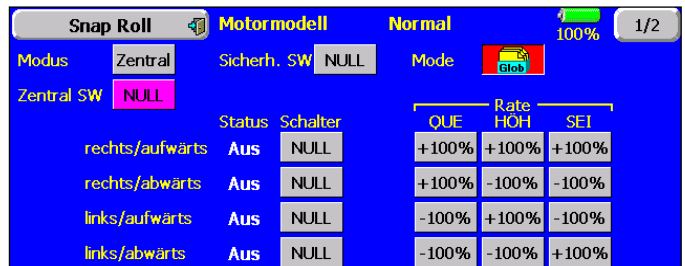 Snap Roll Motormodell Normal 100% 1/2
Modus Zentral Sicherh. SW NULL Mode Glob
Zentral SW NULL
Rate
Status Schalter QUE HÖH SEI
rechts/aufwärts Aus NULL +100% +100% +100%
rechts/abwärts Aus NULL +100% -100% -100%
links/aufwärts Aus NULL -100% +100% -100%
links/abwärts Aus NULL -100% -100% +100%